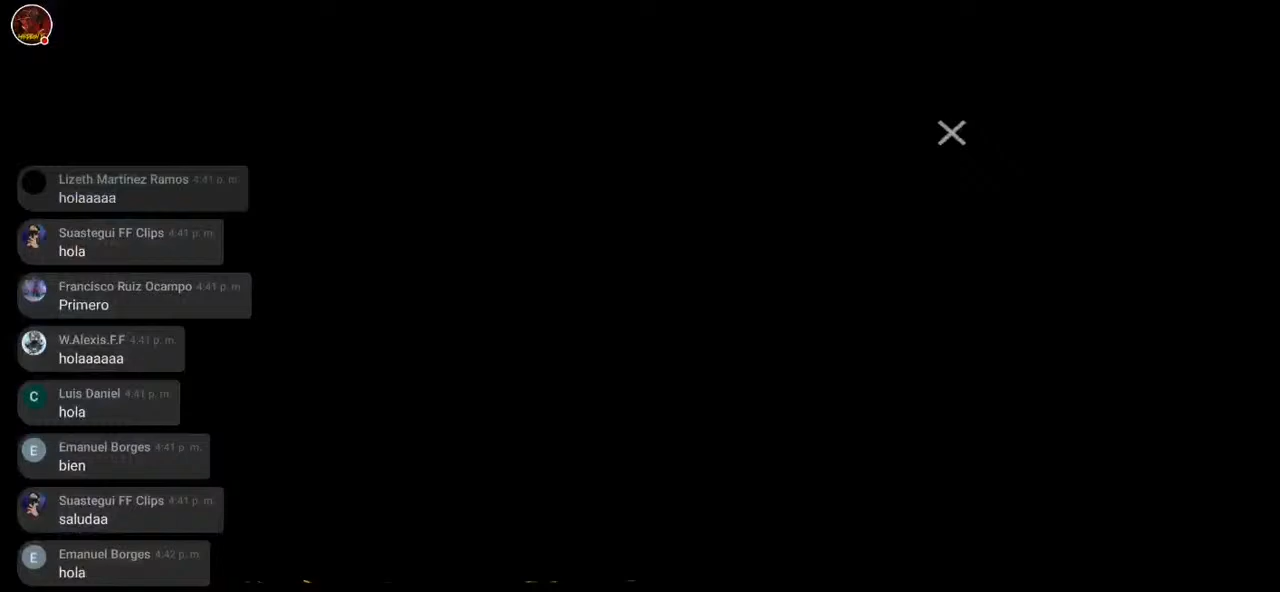 Lizeth Martínez Ramos 4:41 p. m.
holaaaaa
Suastegui FF Clips 4:41 p. m.
hola
Francisco Ruiz Ocampo 4:41 p. m.
Primero
W.Alexis.F.F 4:41 p. m.
holaaaaaa
C
Luis Daniel 4:41 p. m.
hola
E
Emanuel Borges 4:41 p. m.
bien
Suastegui FF Clips 4:41 p. m.
saludaa
E
Emanuel Borges 4:42 p. m.
hola